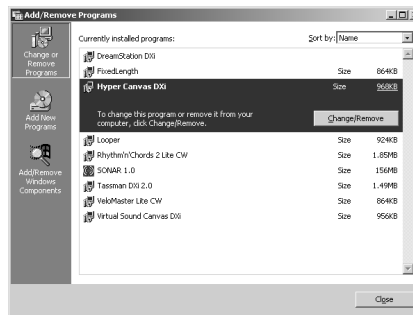 Add/Remove Programs
Change or
Remove
Programs
Add New
Programs
Add/Remove
Windows
Components
Currently installed programs:
Sort by: Name
DreamStation DXi
FixedLength Size 864KB
Hyper Canvas DXi Size 968KB
To change this program or remove it from your
computer, click Change/Remove.
Change/Remove
Looper Size 924KB
Rhythm'n'Chords 2 Lite CW Size 1.85MB
SONAR 1.0 Size 156MB
Tassman DXi 2.0 Size 1.49MB
VeloMaster Lite CW Size 864KB
Virtual Sound Canvas DXi Size 956KB
Close